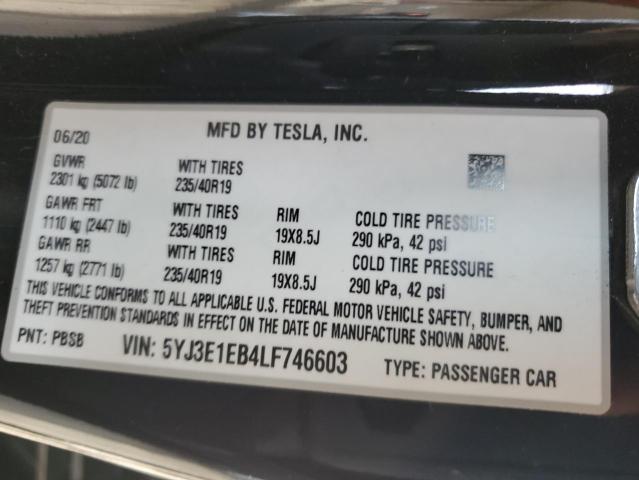 06/20 MFD BY TESLA, INC.
GVWR
2301 kg (5072 lb) WITH TIRES 235/40R19
GAWR FRT
1110 kg (2447 lb) WITH TIRES 235/40R19 RIM 19X8.5J COLD TIRE PRESSURE 290 kPa, 42 psi
GAWR RR
1257 kg (2771 lb) WITH TIRES 235/40R19 RIM 19X8.5J COLD TIRE PRESSURE 290 kPa, 42 psi
THIS VEHICLE CONFORMS TO ALL APPLICABLE U.S. FEDERAL MOTOR VEHICLE SAFETY, BUMPER, AND
THEFT PREVENTION STANDARDS IN EFFECT ON THE DATE OF MANUFACTURE SHOWN ABOVE.
PNT: PBSB VIN: 5YJ3E1EB4LF746603 TYPE: PASSENGER CAR